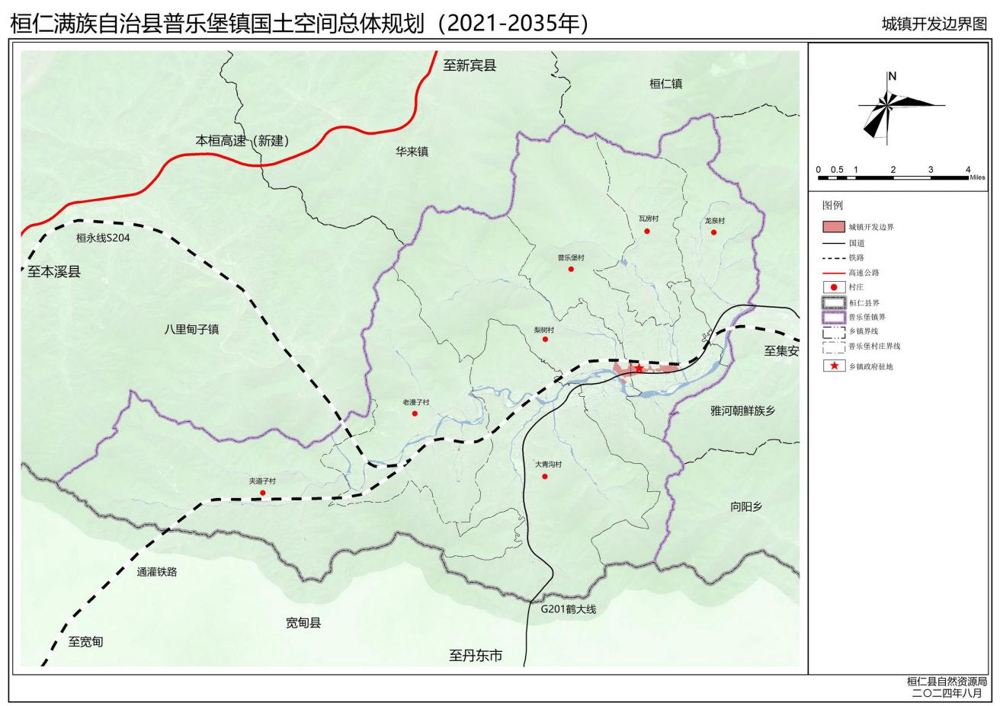 桓仁满族自治县普乐堡镇国土空间总体规划（2021-2035年）
城镇开发边界图
至新宾县
桓仁镇
N
本桓高速（新建）
华来镇
0 0.5 1 2 3 4
Miles
图例
瓦房村
龙泉村
城镇开发边界
桓永线S204
国道
普乐堡村
铁路
至本溪县
高速公路
村庄
桓仁县界
普乐堡镇界
八里甸子镇
梨树村
乡镇界线
至集安
普乐堡村庄界线
乡镇政府驻地
老漫子村
雅河朝鲜族乡
大青沟村
夹道子村
向阳乡
通灌铁路
G201鹤大线
宽甸县
至宽甸
至丹东市
桓仁县自然资源局
二〇二四年八月